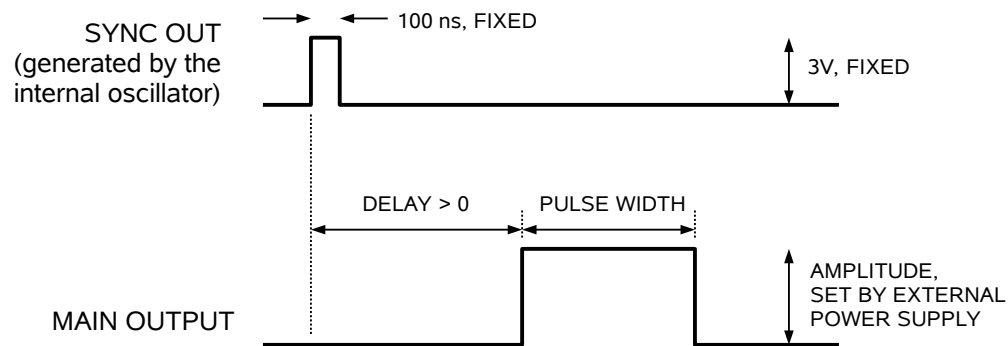 100 ns, FIXED
SYNC OUT
(generated by the
internal oscillator)
3V, FIXED
DELAY > 0
PULSE WIDTH
AMPLITUDE,
SET BY EXTERNAL
POWER SUPPLY
MAIN OUTPUT